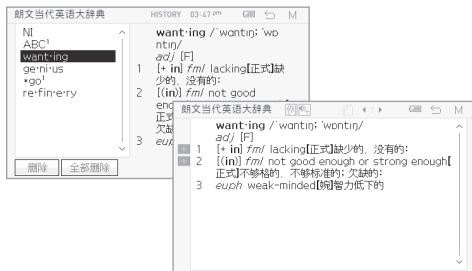 朗文当代英语大辞典 HISTORY 03:47 PM M
NI
ABC¹
want·ing
ge·ni·us
*go¹
re·fin·e·ry
删除 全部删除
want·ing /ˈwɑntɪŋ; ˈwɒ
ntɪŋ/
adj [F]
1 [+ in] fml lacking【正式】缺
少的，没有的:
2 [(in)] fml not good
正式
欠缺
3 eup
朗文当代英语大辞典 M
want·ing /ˈwɑntɪŋ; ˈwɒntɪŋ/
adj [F]
+ 1 [+ in] fml lacking【正式】缺少的，没有的:
+ 2 [(in)] fml not good enough or strong enough【
正式】不够格的，不够标准的; 欠缺的:
3 euph weak-minded【婉】智力低下的